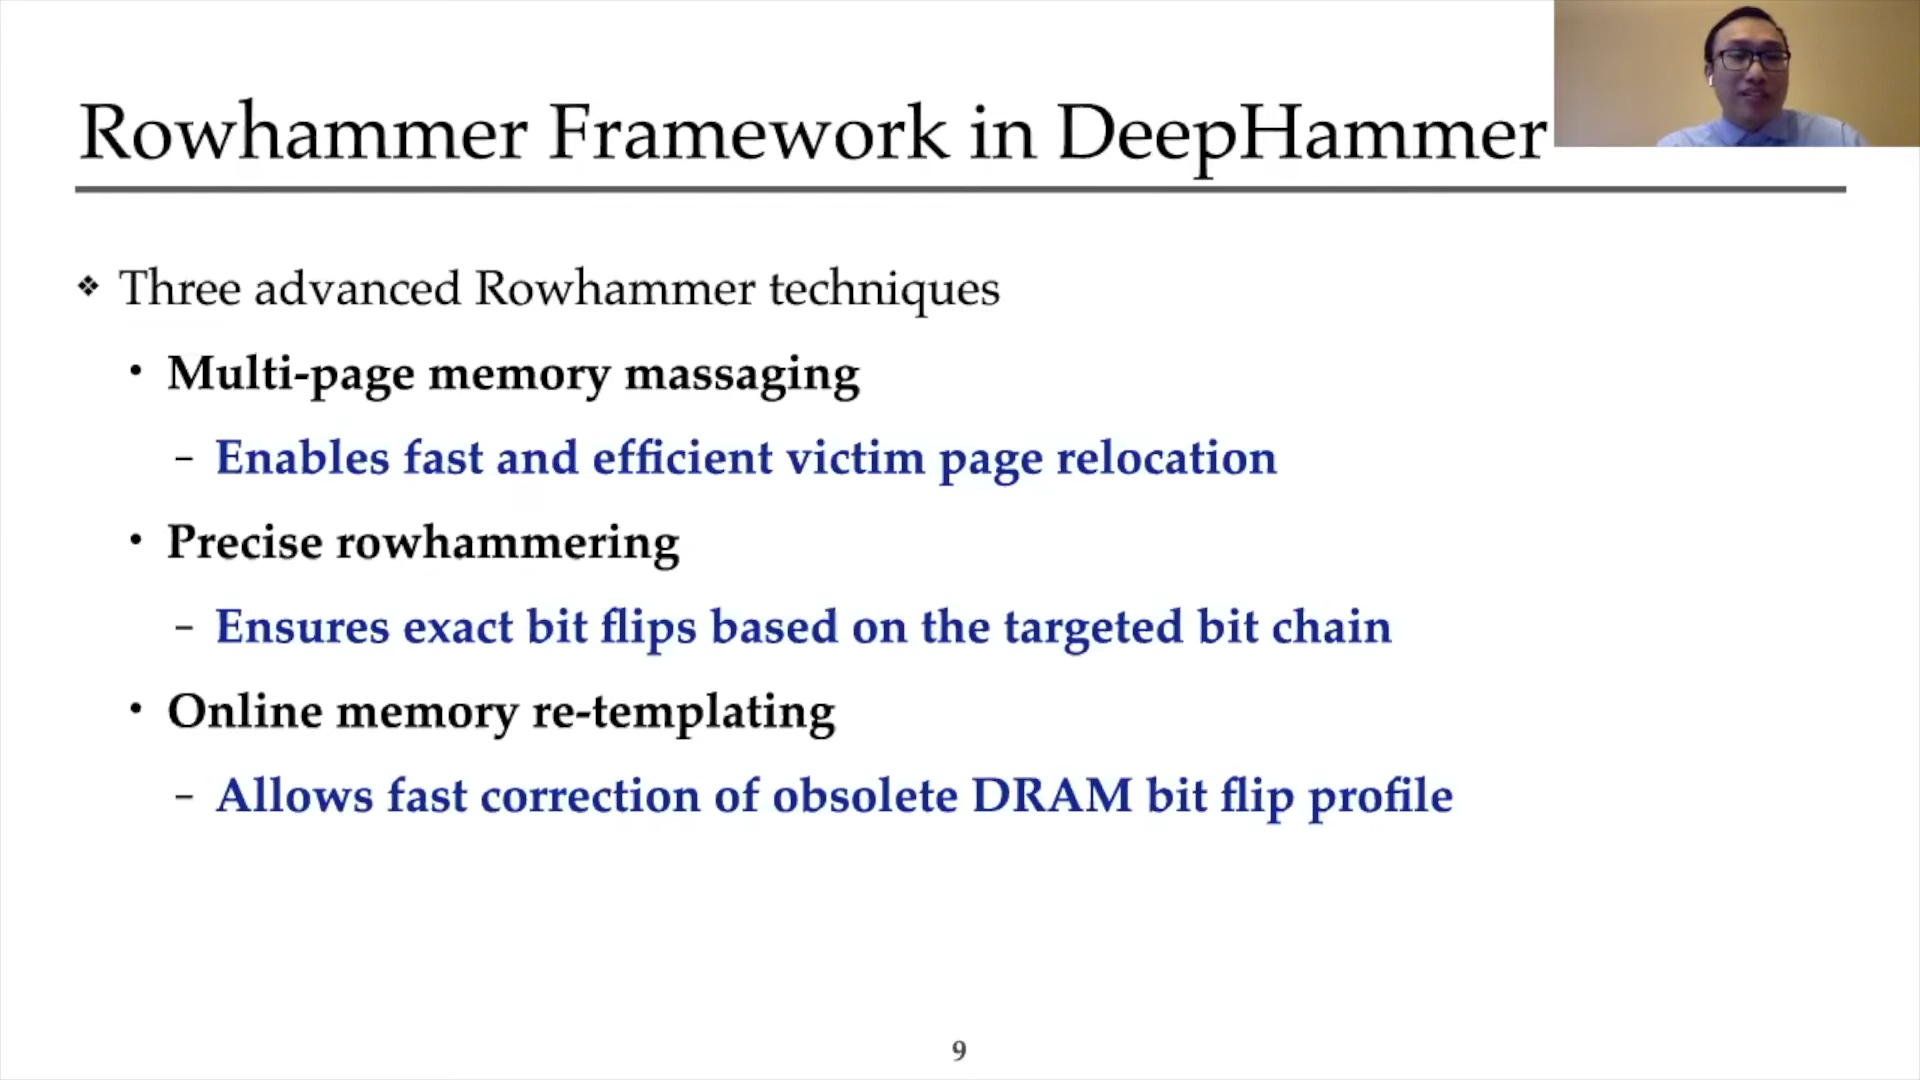 Rowhammer Framework in DeepHammer
❖ Three advanced Rowhammer techniques
• Multi-page memory massaging
– Enables fast and efficient victim page relocation
• Precise rowhammering
– Ensures exact bit flips based on the targeted bit chain
• Online memory re-templating
– Allows fast correction of obsolete DRAM bit flip profile
9